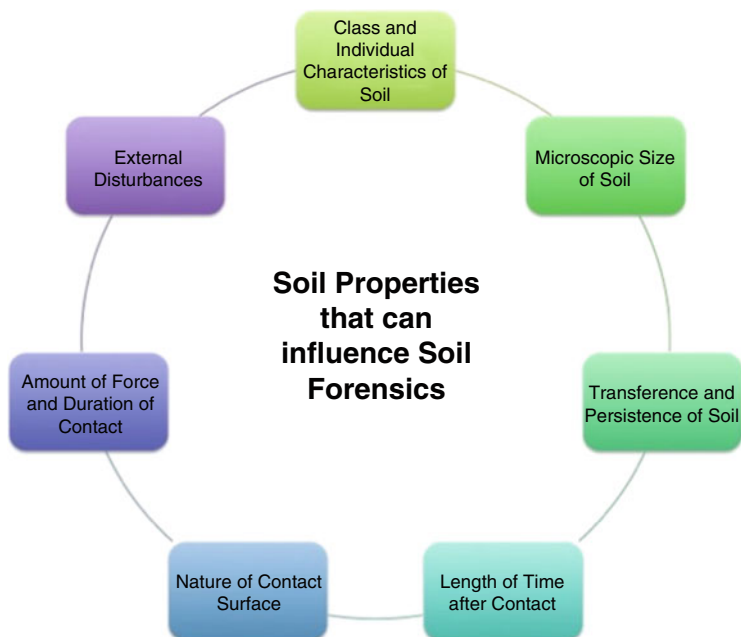 Class and
Individual
Characteristics of
Soil
Microscopic Size
of Soil
Transference and
Persistence of Soil
Length of Time
after Contact
Nature of Contact
Surface
Amount of Force
and Duration of
Contact
External
Disturbances
Soil Properties
that can
influence Soil
Forensics